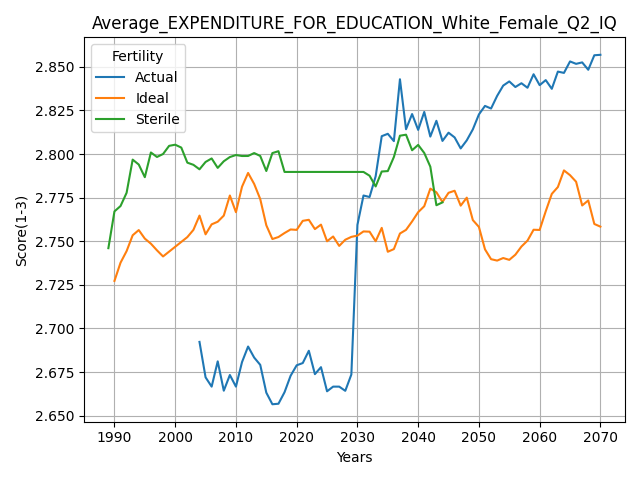 Average_EXPENDITURE_FOR_EDUCATION_White_Female_Q2_IQ
Fertility
Actual
Ideal
Sterile
Score(1-3)
2.850
2.825
2.800
2.775
2.750
2.725
2.700
2.675
2.650
1990 2000 2010 2020 2030 2040 2050 2060 2070
Years